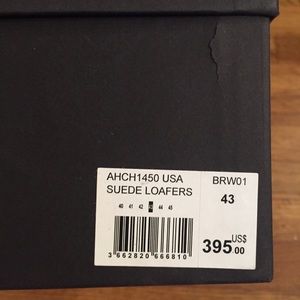 AHCH1450 USA BRW01
SUEDE LOAFERS 43
40 41 42 43 44 45
395 US$ .00
3 662820 666810